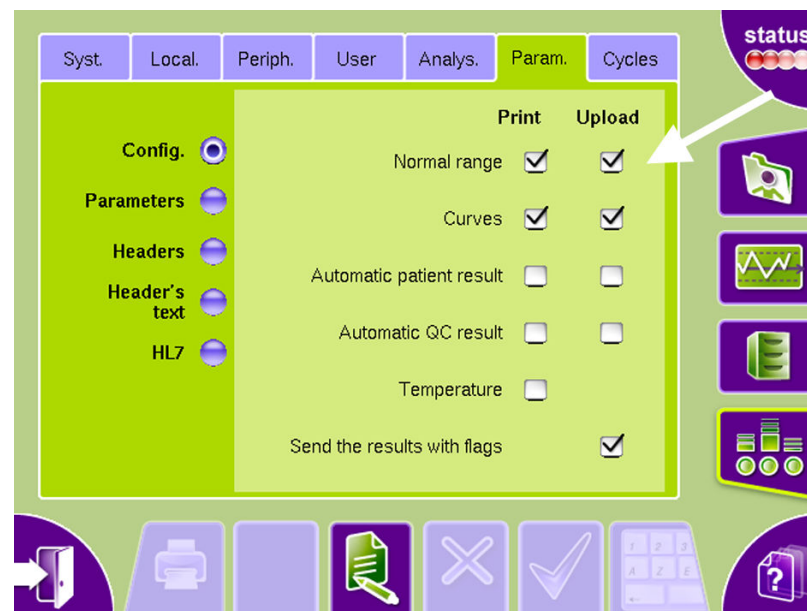 status
Syst. Local. Periph. User Analys. Param. Cycles
Print Upload
Config.
Normal range
Parameters
Curves
Headers
Automatic patient result
Header's
text
Automatic QC result
HL7
Temperature
Send the results with flags
1 2 3
A Z E
?